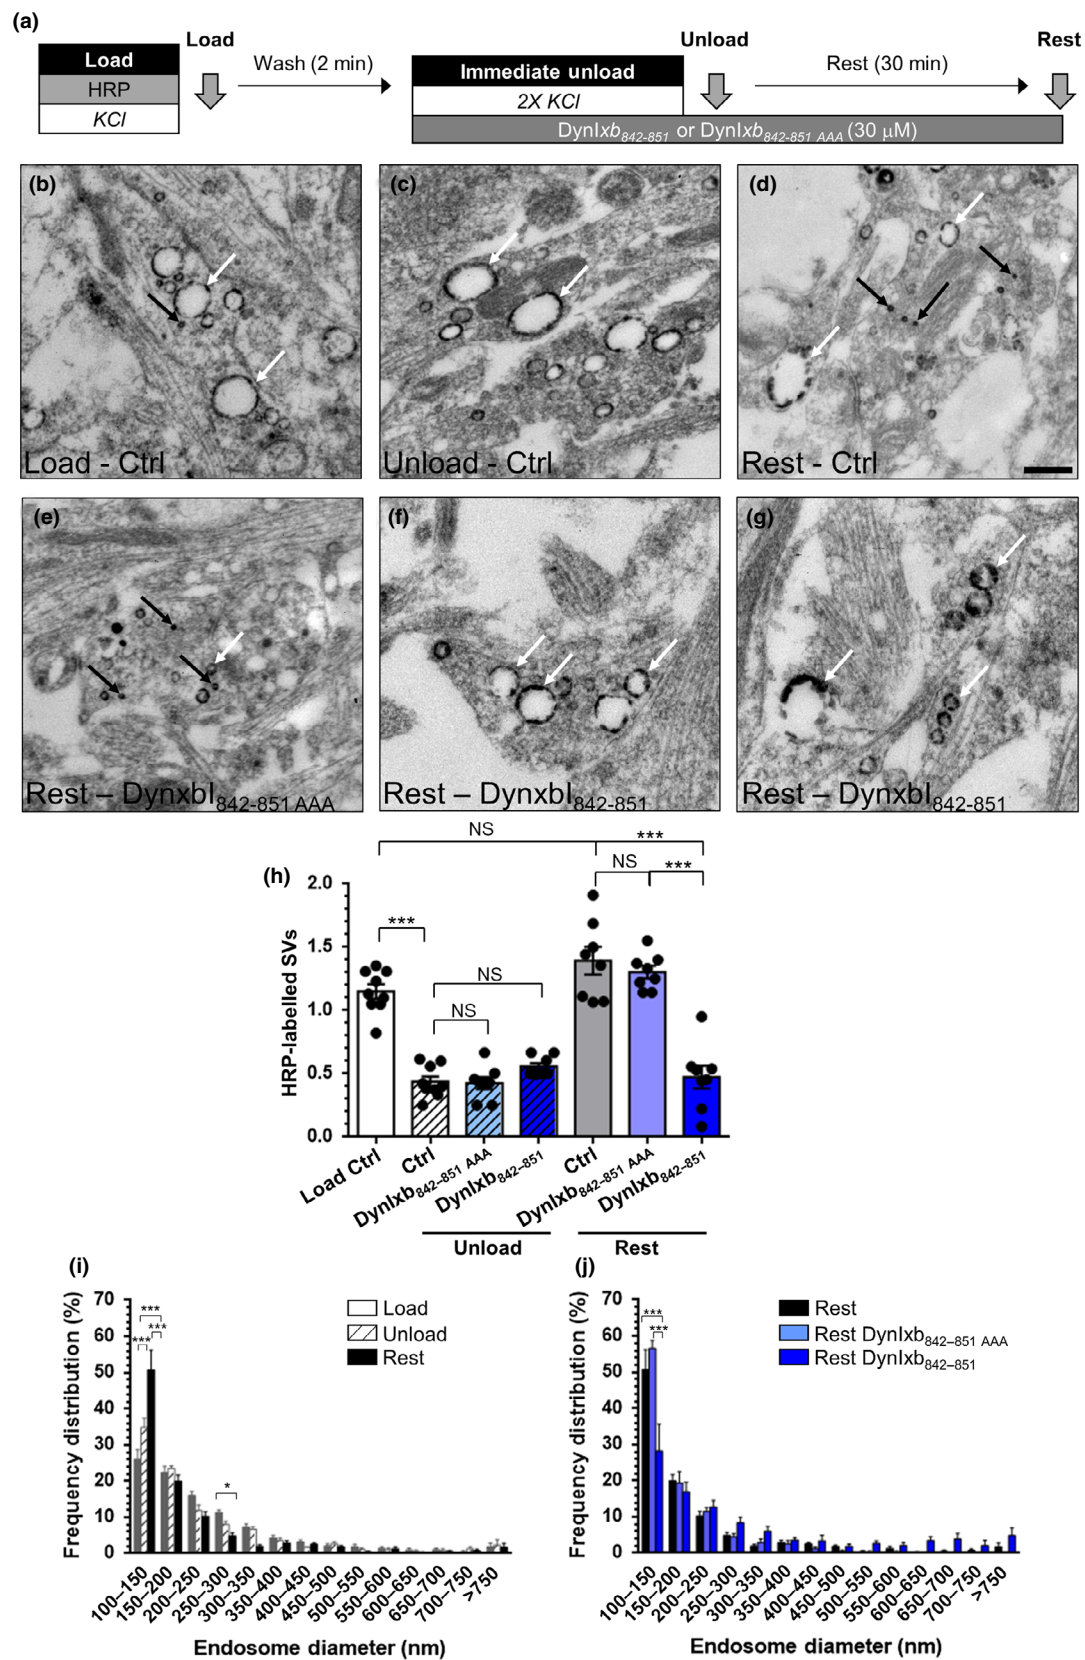 (a)
Load
HRP
KCl
Load
Wash (2 min)
Immediate unload
2X KCl
Unload
Rest (30 min)
Rest
DynIxb842-851 or DynIxb842-851 AAA (30 μM)
(b)
Load - Ctrl
(c)
Unload - Ctrl
(d)
Rest - Ctrl
(e)
Rest – DynxbI842-851 AAA
(f)
Rest – DynxbI842-851
(g)
Rest – DynxbI842-851
(h)
HRP-labelled SVs
2.0
1.5
1.0
0.5
0.0
***
NS
NS
NS
***
NS
***
Load Ctrl
Ctrl
DynIxb842–851 AAA
DynIxb842–851
Ctrl
DynIxb842–851 AAA
DynIxb842–851
Unload
Rest
(i)
Frequency distribution (%)
70
60
50
40
30
20
10
0
***
***
***
*
Load
Unload
Rest
100–150
150–200
200–250
250–300
300–350
350–400
400–450
450–500
500–550
550–600
600–650
650–700
700–750
>750
Endosome diameter (nm)
(j)
Frequency distribution (%)
70
60
50
40
30
20
10
0
***
***
Rest
Rest DynIxb842–851 AAA
Rest DynIxb842–851
100–150
150–200
200–250
250–300
300–350
350–400
400–450
450–500
500–550
550–600
600–650
650–700
700–750
>750
Endosome diameter (nm)